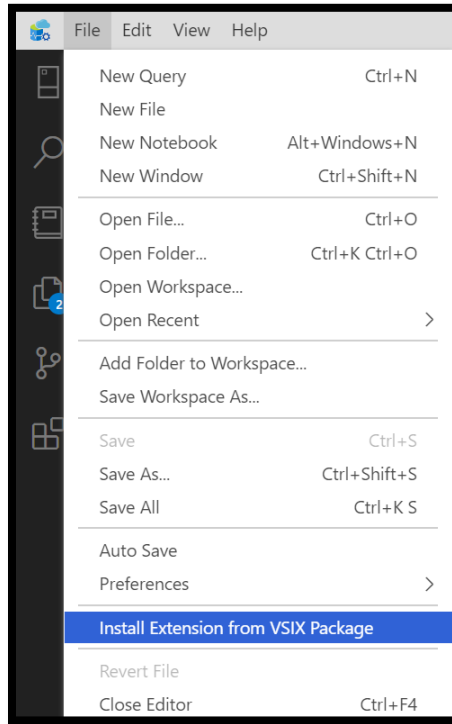 File Edit View Help
New Query Ctrl+N
New File
New Notebook Alt+Windows+N
New Window Ctrl+Shift+N
Open File... Ctrl+O
Open Folder... Ctrl+K Ctrl+O
Open Workspace...
Open Recent
Add Folder to Workspace...
Save Workspace As...
Save Ctrl+S
Save As... Ctrl+Shift+S
Save All Ctrl+K S
Auto Save
Preferences
Install Extension from VSIX Package
Revert File
Close Editor Ctrl+F4
2